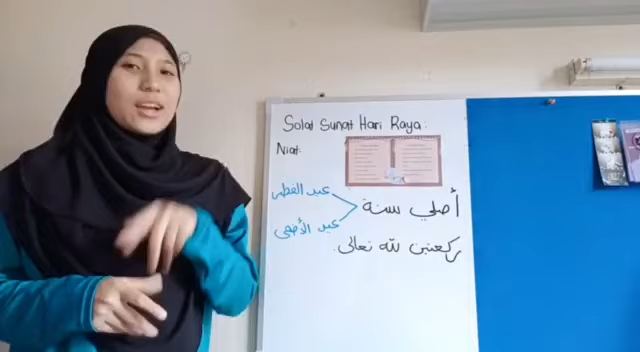 Solat Sunat Hari Raya:
Niat:
أصلي سنة
عيد الفطر
عيد الأضحى
ركعتين لله تعالى.